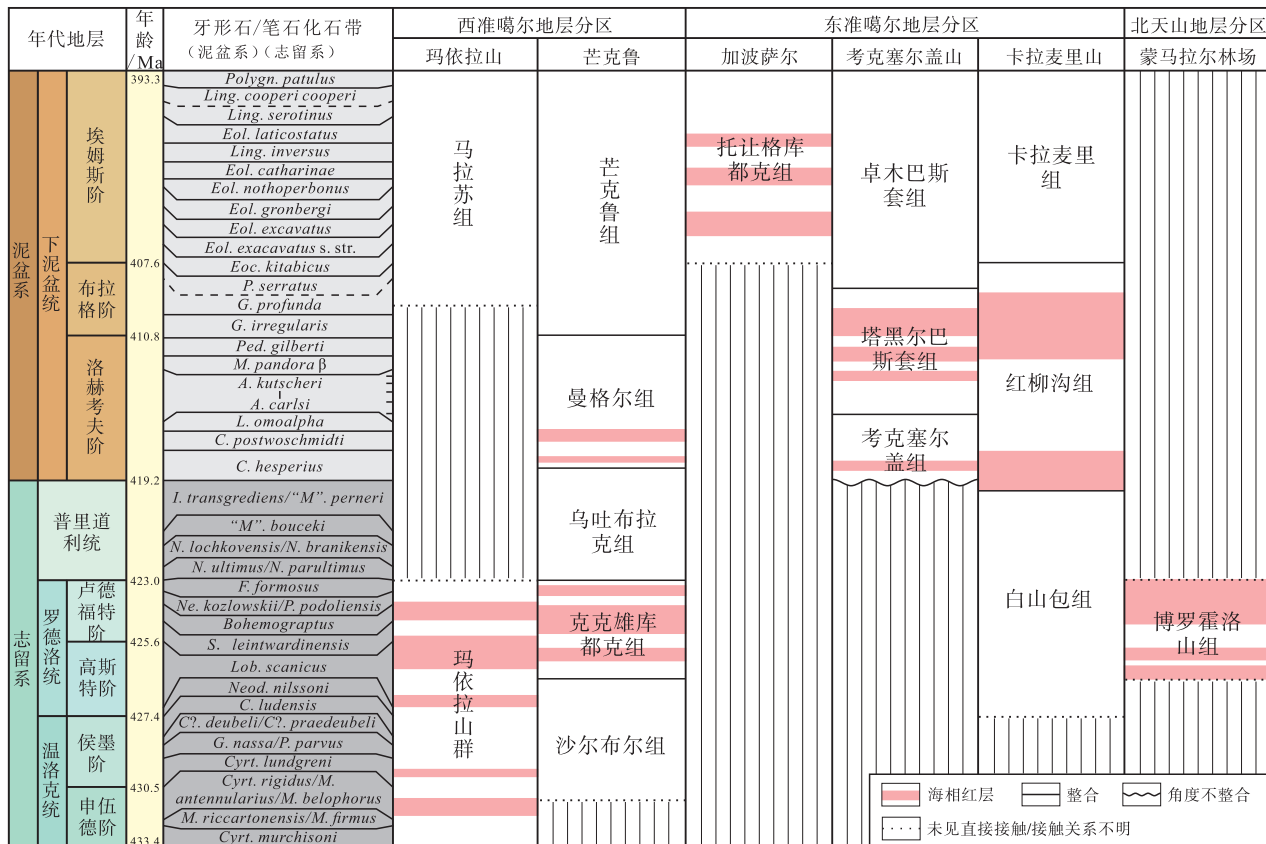 年代地层
年
龄
/Ma
牙形石/笔石化石带
(泥盆系)(志留系)
西准噶尔地层分区
东准噶尔地层分区
北天山地层分区
玛依拉山
芒克鲁
加波萨尔
考克塞尔盖山
卡拉麦里山
蒙马拉尔林场
泥盆系
下泥盆统
埃姆斯阶
布拉
格阶
洛赫考夫阶
志留系
普里道
利统
罗德洛统
卢德
福特
阶
高斯
特阶
温洛克统
侯墨
阶
申伍
德阶
393.3
407.6
410.8
419.2
423.0
425.6
427.4
430.5
433.4
Polygn. patulus
Ling. cooperi cooperi
Ling. serotinus
Eol. laticostatus
Ling. inversus
Eol. catharinae
Eol. nothoperbonus
Eol. gronbergi
Eol. excavatus
Eol. exacavatus s. str.
Eoc. kitabicus
P. serratus
G. profunda
G. irregularis
Ped. gilberti
M. pandora β
A. kutscheri
A. carlsi
L. omoalpha
C. postwoschmidti
C. hesperius
I. transgrediens/“M”. perneri
“M”. bouceki
N. lochkovensis/N. branikensis
N. ultimus/N. parultimus
F. formosus
Ne. kozlowskii/P. podoliensis
Bohemograptus
S. leintwardinensis
Lob. scanicus
Neod. nilssoni
C. ludensis
C?. deubeli/C?. praedeubeli
G. nassa/P. parvus
Cyrt. lundgreni
Cyrt. rigidus/M.
antennularius/M. belophorus
M. riccartonensis/M. firmus
Cyrt. murchisoni
马拉苏组
玛依拉山群
芒克鲁组
曼格尔组
乌吐布拉
克组
克克雄库
都克组
沙尔布尔组
托让格库
都克组
卓木巴斯
套组
塔黑尔巴
斯套组
考克塞尔
盖组
卡拉麦里
组
红柳沟组
白山包组
博罗霍洛
山组
海相红层
整合
角度不整合
未见直接接触/接触关系不明